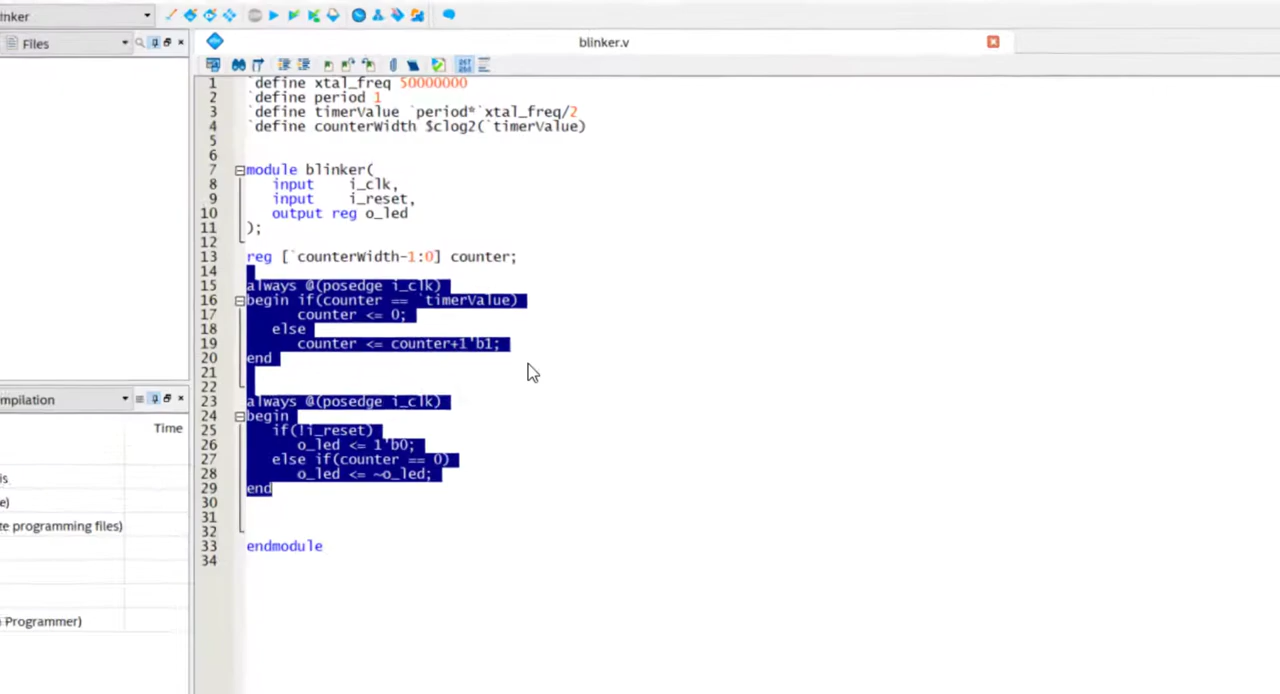 inker
Files
blinker.v
1 `define xtal_freq 50000000
2 `define period 1
3 `define timerValue `period*`xtal_freq/2
4 `define counterWidth $clog2(`timerValue)
5
6
7 module blinker(
8 input i_clk,
9 input i_reset,
10 output reg o_led
11 );
12
13 reg [`counterWidth-1:0] counter;
14
15 always @(posedge i_clk)
16 begin if(counter == `timerValue)
17 counter <= 0;
18 else
19 counter <= counter+1'b1;
20 end
21
22
23 always @(posedge i_clk)
24 begin
25 if(!i_reset)
26 o_led <= 1'b0;
27 else if(counter == 0)
28 o_led <= ~o_led;
29 end
30
31
32
33 endmodule
34
mpilation
Time
is
e)
te programming files)
Programmer)